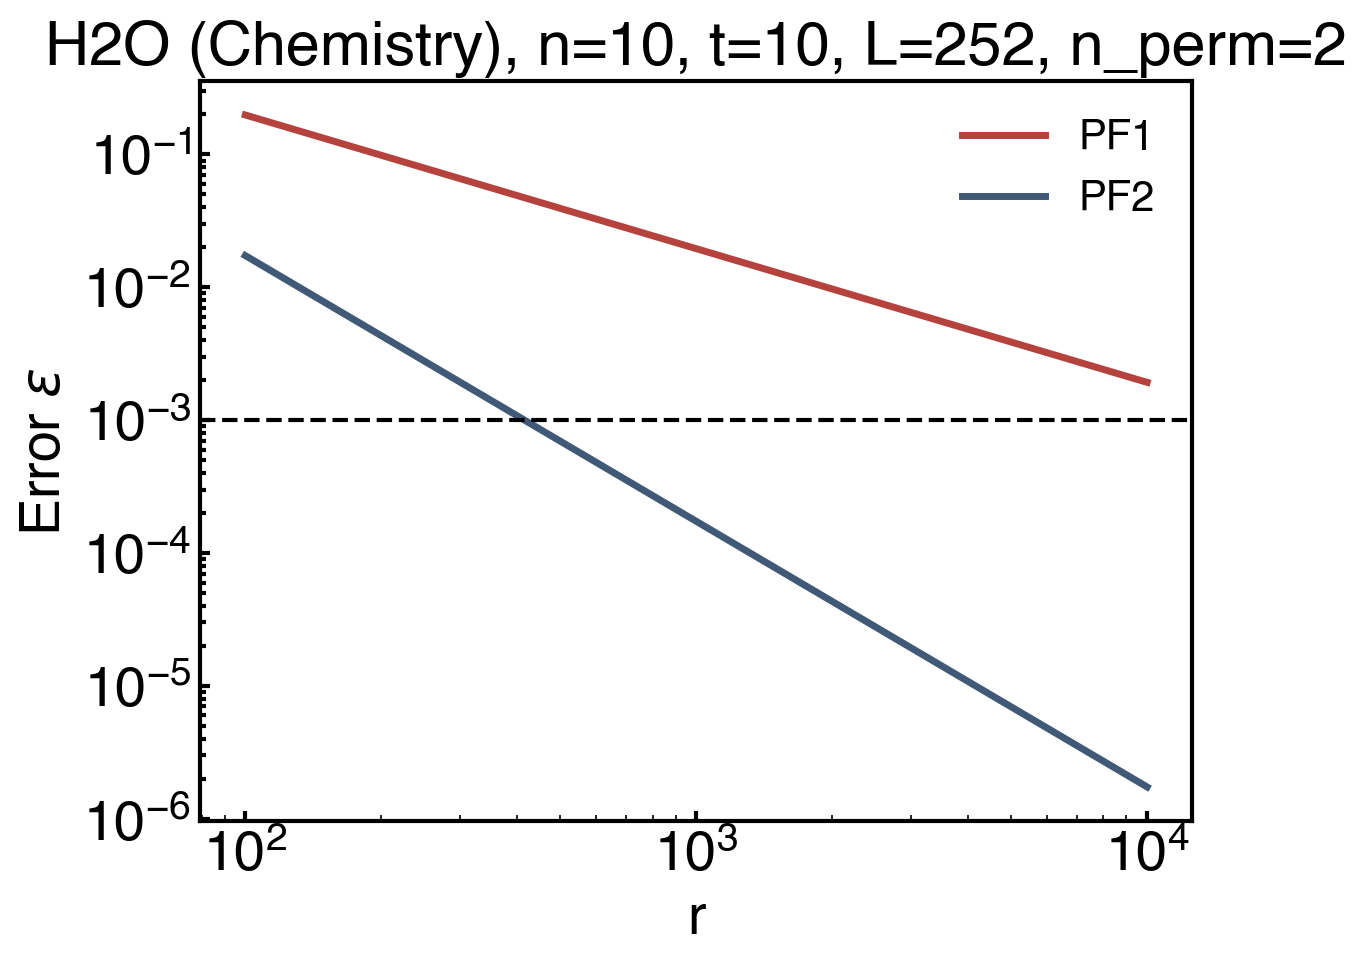 H2O (Chemistry), n=10, t=10, L=252, n_perm=2
PF1
PF2
Error ε
10⁻¹
10⁻²
10⁻³
10⁻⁴
10⁻⁵
10⁻⁶
10² 10³ 10⁴
r